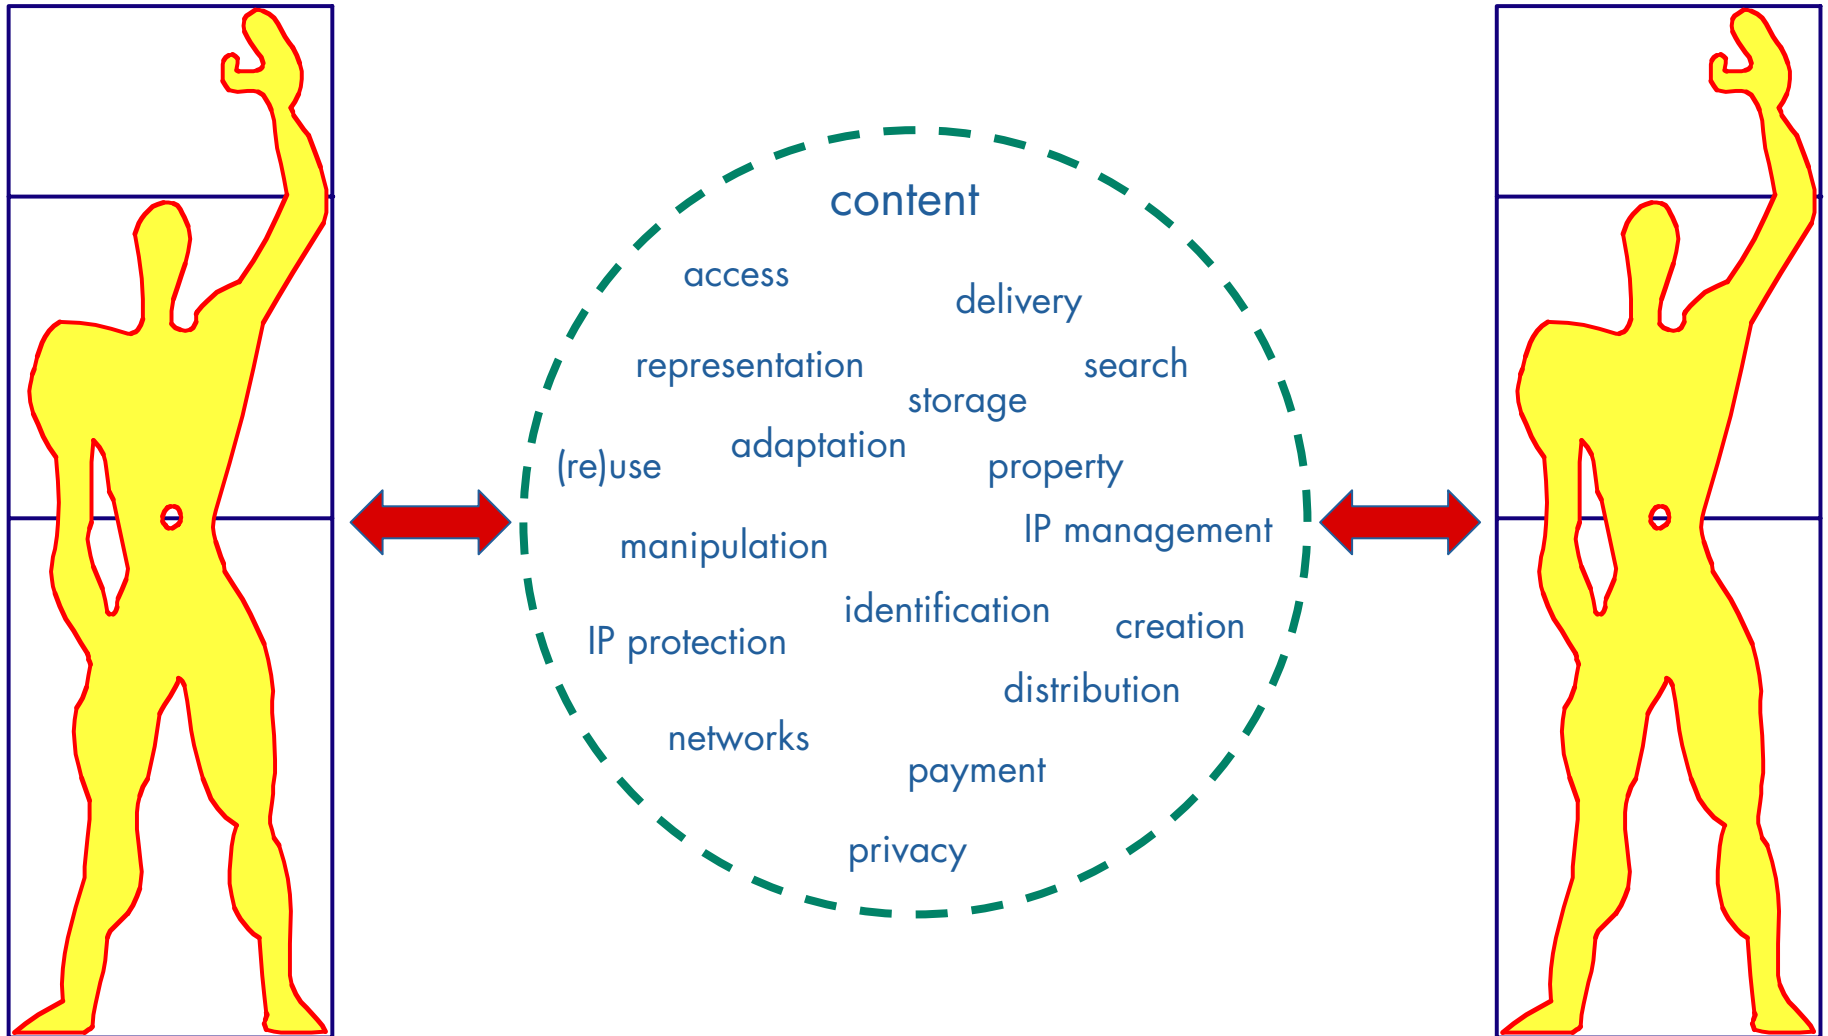 content
access
delivery
representation
search
storage
adaptation
(re)use
property
IP management
manipulation
identification
creation
IP protection
distribution
networks
payment
privacy